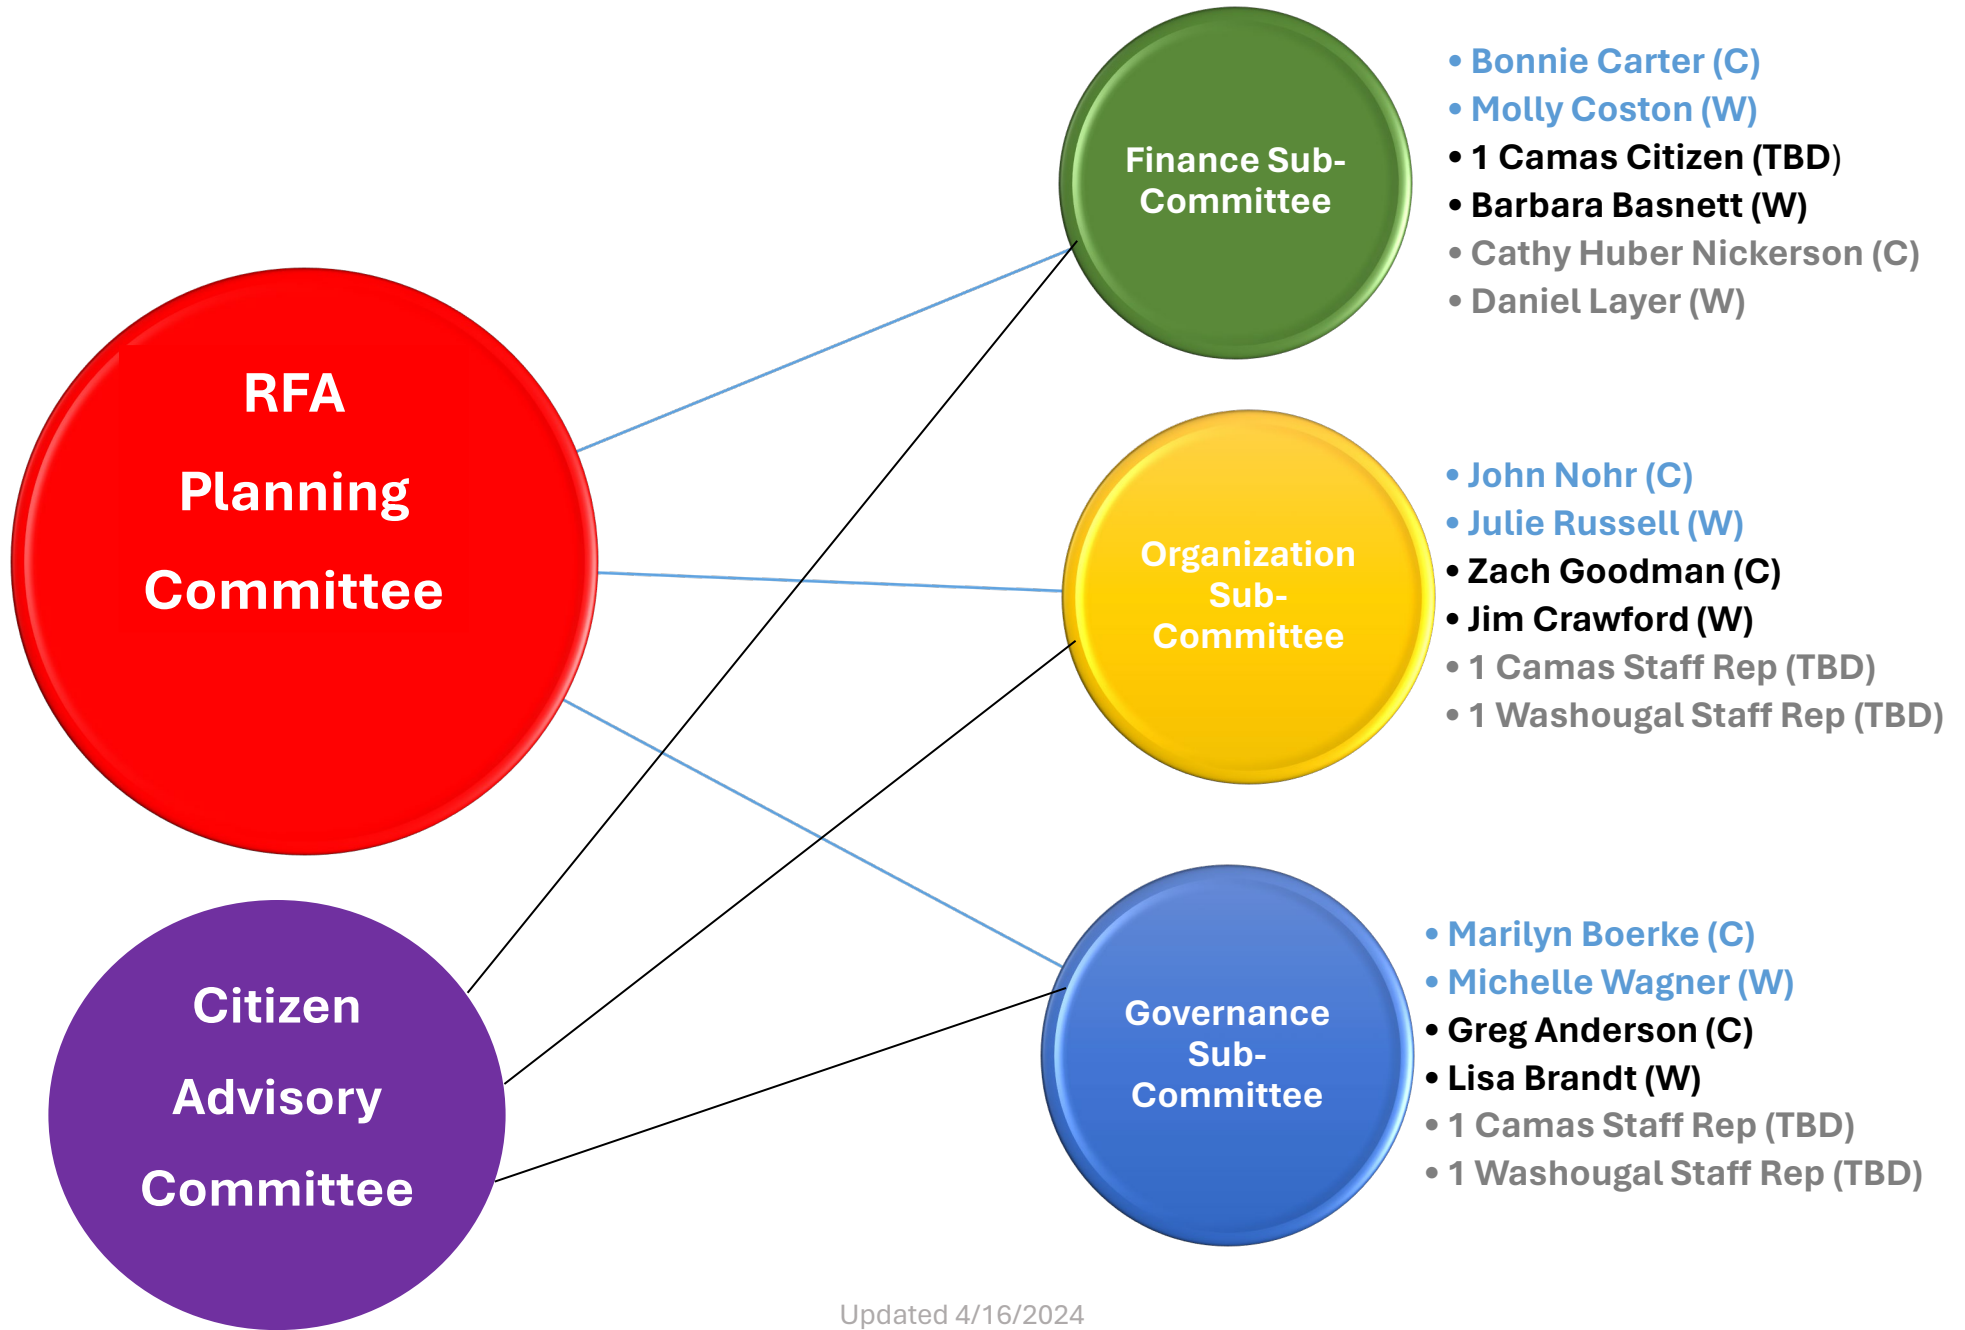 RFA
Planning
Committee
Citizen
Advisory
Committee
Finance Sub-
Committee
• Bonnie Carter (C)
• Molly Coston (W)
• 1 Camas Citizen (TBD)
• Barbara Basnett (W)
• Cathy Huber Nickerson (C)
• Daniel Layer (W)
Organization
Sub-
Committee
• John Nohr (C)
• Julie Russell (W)
• Zach Goodman (C)
• Jim Crawford (W)
• 1 Camas Staff Rep (TBD)
• 1 Washougal Staff Rep (TBD)
Governance
Sub-
Committee
• Marilyn Boerke (C)
• Michelle Wagner (W)
• Greg Anderson (C)
• Lisa Brandt (W)
• 1 Camas Staff Rep (TBD)
• 1 Washougal Staff Rep (TBD)
Updated 4/16/2024